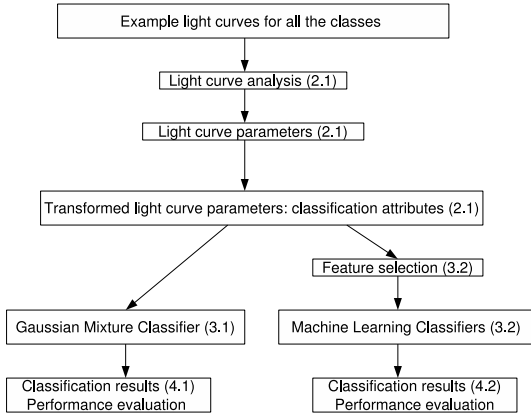 Example light curves for all the classes
Light curve analysis (2.1)
Light curve parameters (2.1)
Transformed light curve parameters: classification attributes (2.1)
Feature selection (3.2)
Gaussian Mixture Classifier (3.1)
Machine Learning Classifiers (3.2)
Classification results (4.1)
Performance evaluation
Classification results (4.2)
Performance evaluation